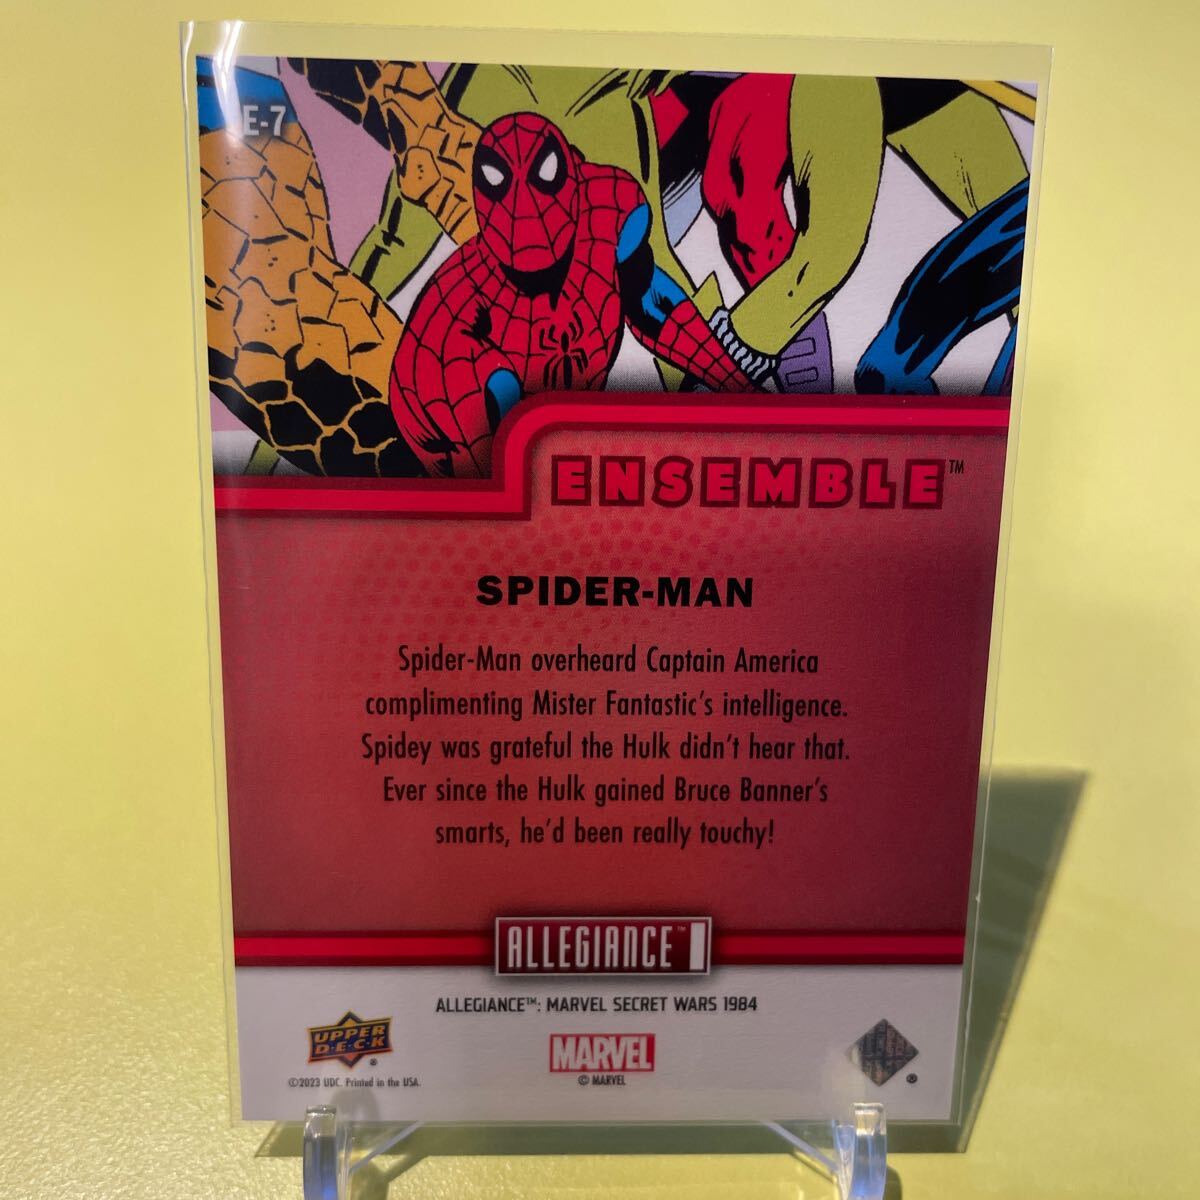 E-7
ENSEMBLE™
SPIDER-MAN
Spider-Man overheard Captain America
complimenting Mister Fantastic's intelligence.
Spidey was grateful the Hulk didn't hear that.
Ever since the Hulk gained Bruce Banner's
smarts, he'd been really touchy!
ALLEGIANCE™
ALLEGIANCE™: MARVEL SECRET WARS 1984
UPPER
D·E·C·K ®
©2023 UDC. Printed in the USA.
MARVEL
© MARVEL
®